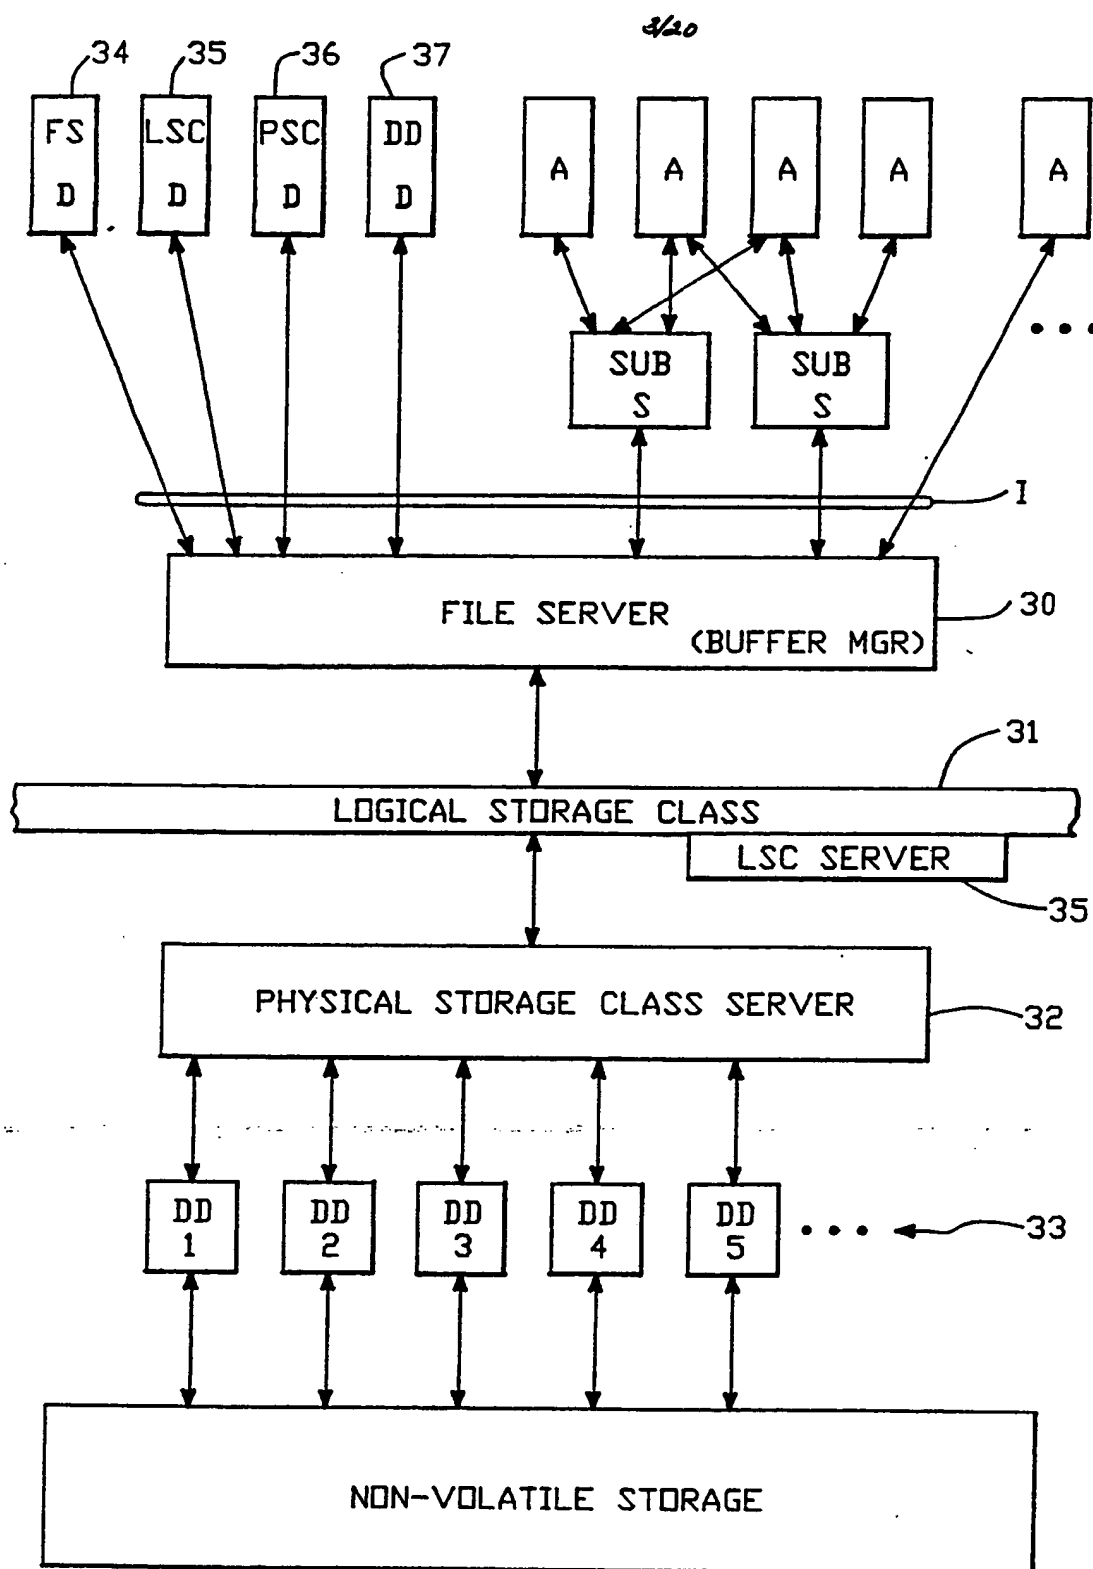 3/20
34 35 36 37
FS LSC PSC DD
D D D D A A A A A
SUB SUB
S S
I
FILE SERVER
(BUFFER MGR)
30
31
LOGICAL STORAGE CLASS
LSC SERVER
35
PHYSICAL STORAGE CLASS SERVER
32
DD DD DD DD DD
1 2 3 4 5
33
NON-VOLATILE STORAGE